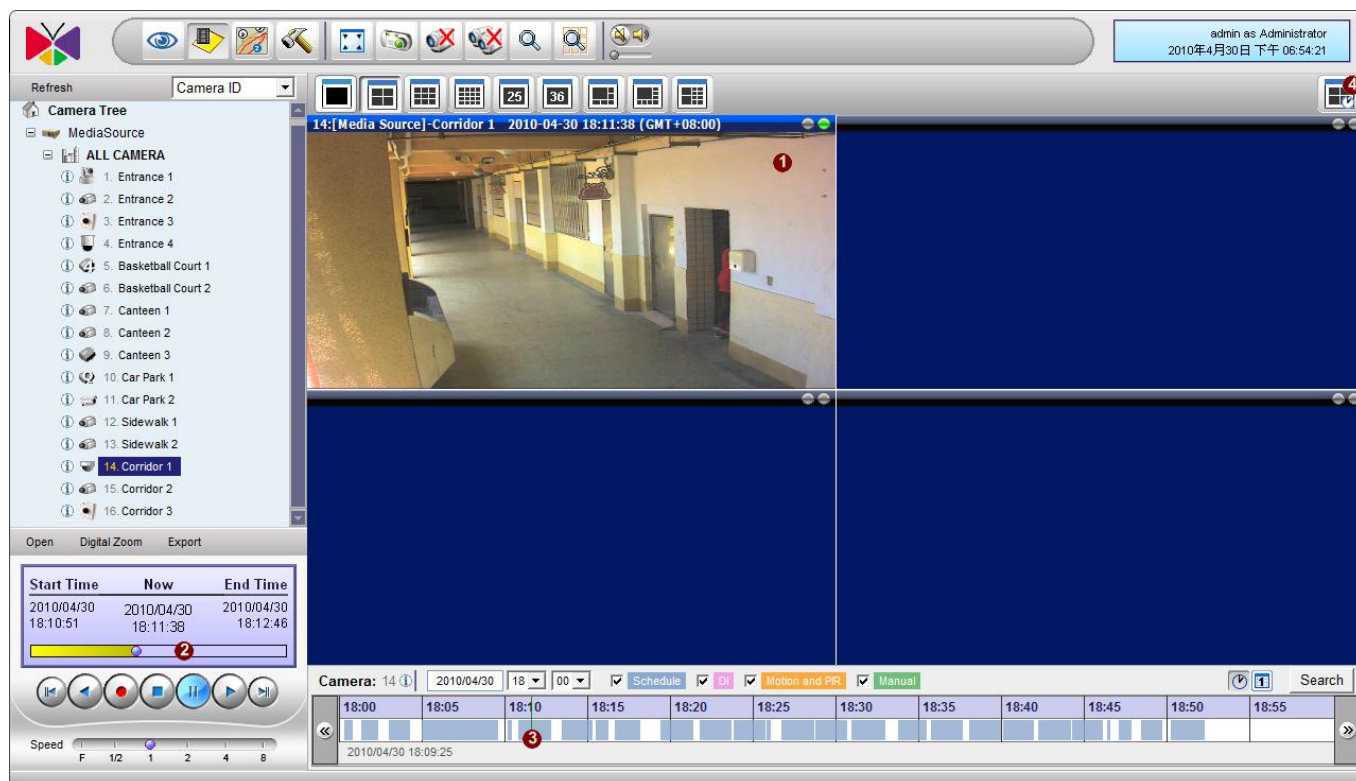 admin as Administrator
2010年4月30日 下午 06:54:21
Refresh
Camera ID
25
36
4
Camera Tree
MediaSource
ALL CAMERA
1. Entrance 1
2. Entrance 2
3. Entrance 3
4. Entrance 4
5. Basketball Court 1
6. Basketball Court 2
7. Canteen 1
8. Canteen 2
9. Canteen 3
10. Car Park 1
11. Car Park 2
12. Sidewalk 1
13. Sidewalk 2
14. Corridor 1
15. Corridor 2
16. Corridor 3
14:[Media Source]-Corridor 1 2010-04-30 18:11:38 (GMT+08:00)
1
Open Digital Zoom Export
Start Time Now End Time
2010/04/30 2010/04/30 2010/04/30
18:10:51 18:11:38 18:12:46
2
Speed
F 1/2 1 2 4 8
Camera: 14 2010/04/30 18 00 Schedule DI Motion and PIR Manual 1 Search
18:00 18:05 18:10 18:15 18:20 18:25 18:30 18:35 18:40 18:45 18:50 18:55
3
2010/04/30 18:09:25